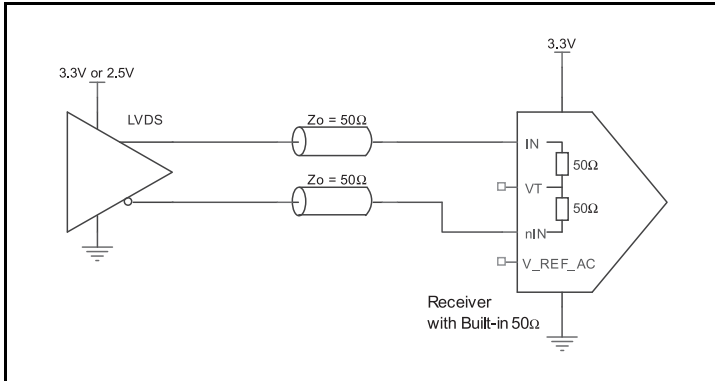 3.3V
3.3V or 2.5V
LVDS
Zo = 50Ω
IN
50Ω
Zo = 50Ω
VT
50Ω
nIN
V_REF_AC
Receiver
with Built-in 50Ω